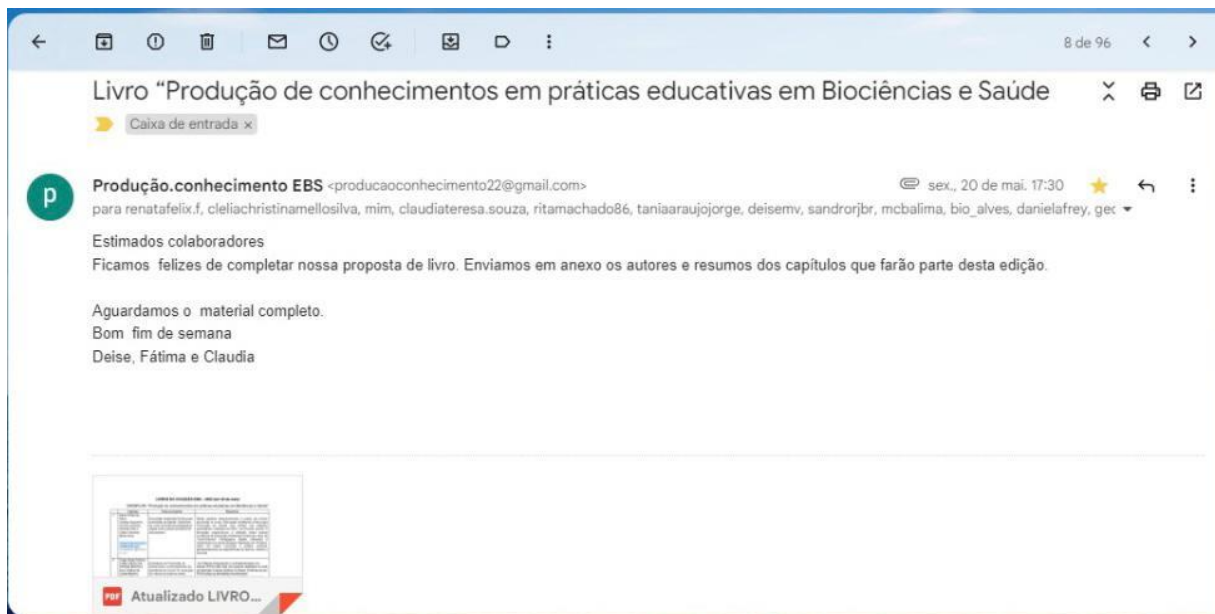 8 de 96
Livro “Produção de conhecimentos em práticas educativas em Biociências e Saúde
Caixa de entrada x
p
Produção.conhecimento EBS <producaoconhecimento22@gmail.com>
sex., 20 de mai. 17:30
para renatafelix.f, cleliachristinamellosilva, mim, claudiateresa.souza, ritamachado86, taniaaraujojorge, deisemv, sandrorjbr, mcbalima, bio_alves, danielafrey, gec
Estimados colaboradores
Ficamos felizes de completar nossa proposta de livro. Enviamos em anexo os autores e resumos dos capítulos que farão parte desta edição.
Aguardamos o material completo.
Bom fim de semana
Deise, Fátima e Claudia
PDF Atualizado LIVRO...